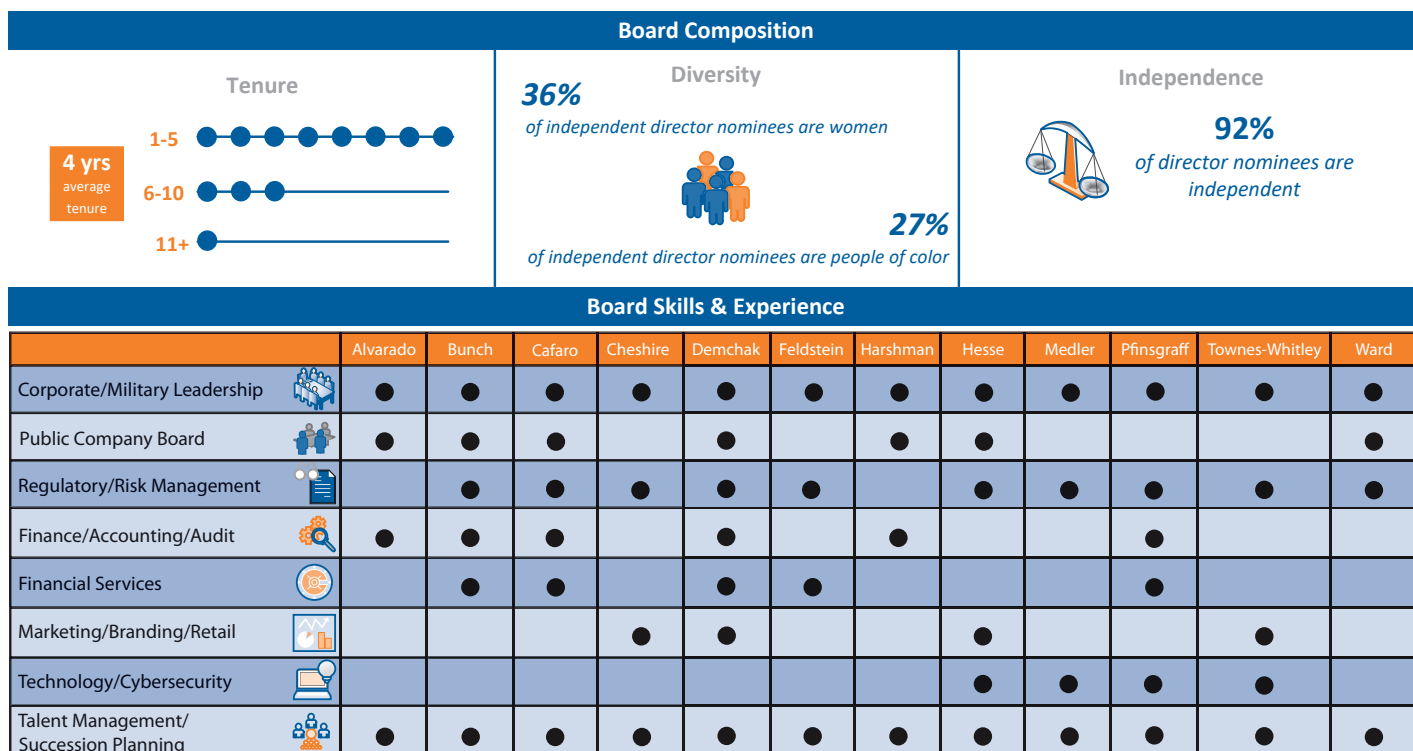 Board Composition
Tenure
4 yrs
average
tenure
1-5
6-10
11+
Diversity
36%
of independent director nominees are women
27%
of independent director nominees are people of color
Independence
92%
of director nominees are
independent
Board Skills & Experience
Alvarado Bunch Cafaro Cheshire Demchak Feldstein Harshman Hesse Medler Pfinsgraff Townes-Whitley Ward
Corporate/Military Leadership
Public Company Board
Regulatory/Risk Management
Finance/Accounting/Audit
Financial Services
Marketing/Branding/Retail
Technology/Cybersecurity
Talent Management/
Succession Planning